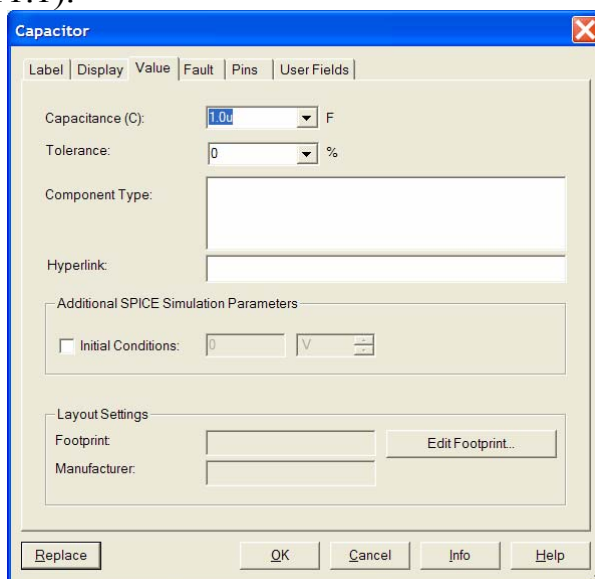 Capacitor
Label Display Value Fault Pins User Fields
Capacitance (C): 1.0u F
Tolerance: 0 %
Component Type:
Hyperlink:
Additional SPICE Simulation Parameters
Initial Conditions: 0 V
Layout Settings
Footprint: Edit Footprint...
Manufacturer:
Replace OK Cancel Info Help